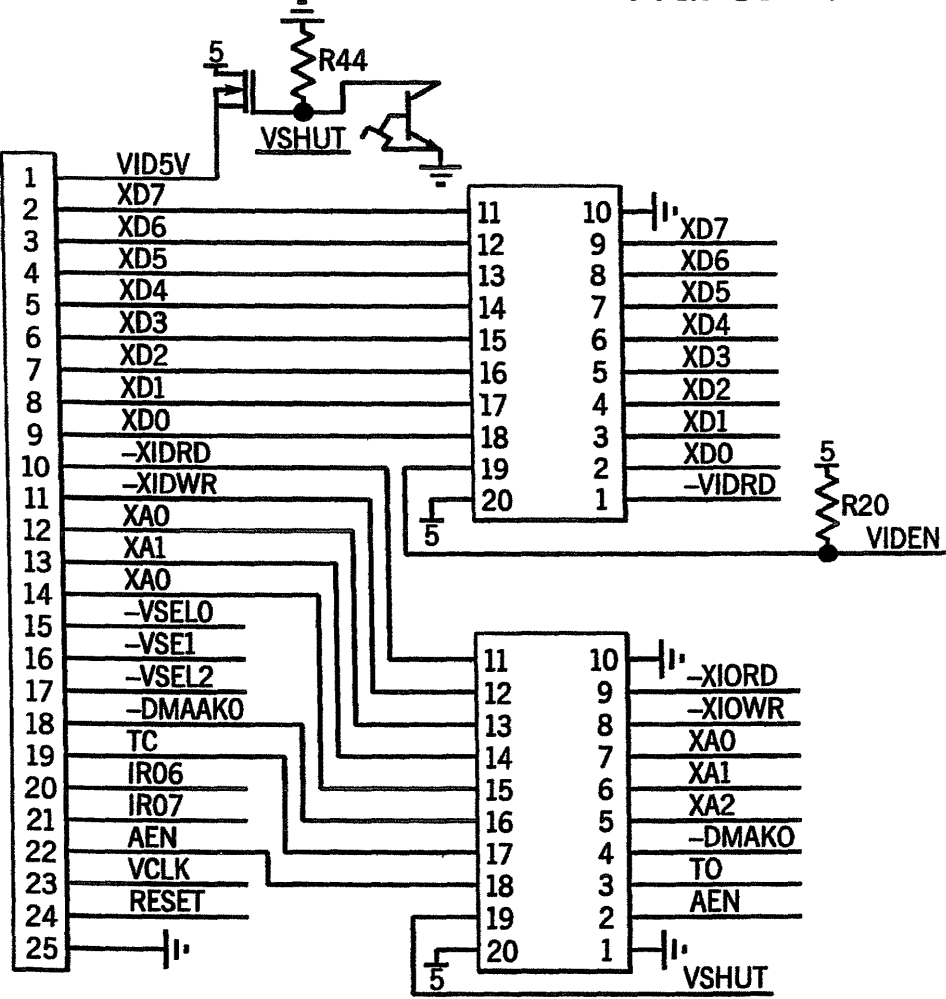 5
R44
VSHUT
1 VID5V
2 XD7
3 XD6
4 XD5
5 XD4
6 XD3
7 XD2
8 XD1
9 XD0
10 –XIDRD
11 –XIDWR
12 XA0
13 XA1
14 XA0
15 –VSEL0
16 –VSE1
17 –VSEL2
18 –DMAAK0
19 TC
20 IR06
21 IR07
22 AEN
23 VCLK
24 RESET
25
11 10
12 9 XD7
13 8 XD6
14 7 XD5
15 6 XD4
16 5 XD3
17 4 XD2
18 3 XD1
19 2 XD0
20 1 –VIDRD
5
5
R20
VIDEN
11 10
12 9 –XIORD
13 8 –XIOWR
14 7 XA0
15 6 XA1
16 5 XA2
17 4 –DMAKO
18 3 TO
19 2 AEN
20 1
5
VSHUT